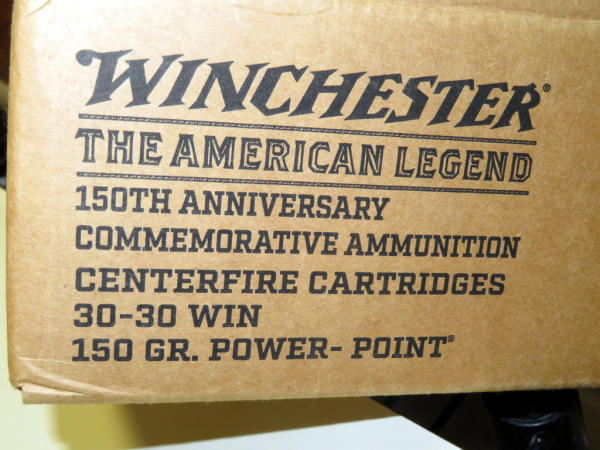 WINCHESTER®
THE AMERICAN LEGEND
150TH ANNIVERSARY
COMMEMORATIVE AMMUNITION
CENTERFIRE CARTRIDGES
30-30 WIN
150 GR. POWER- POINT®